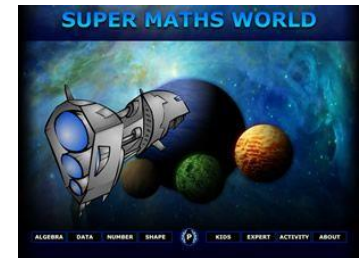 SUPER MATHS WORLD
ALGEBRA DATA NUMBER SHAPE P KIDS EXPERT ACTIVITY ABOUT